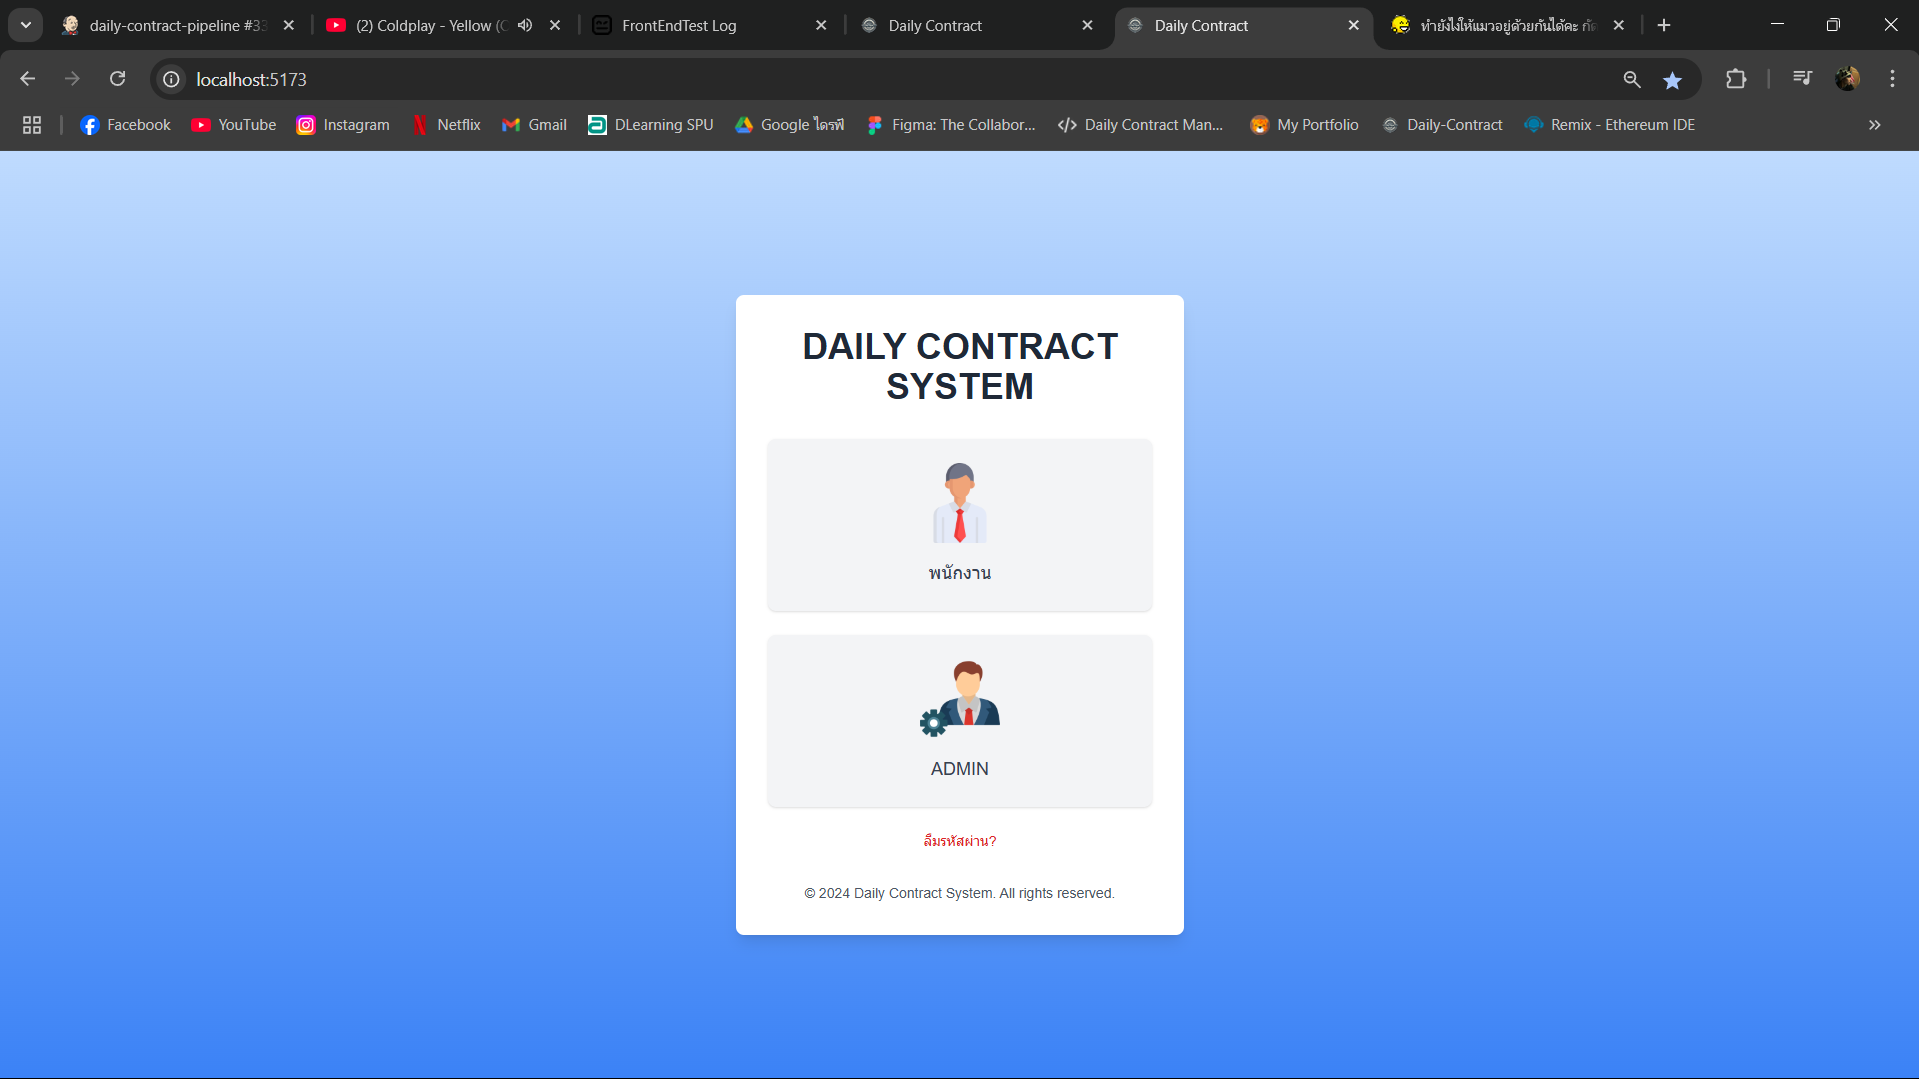 daily-contract-pipeline #33
(2) Coldplay - Yellow (
FrontEndTest Log
Daily Contract
Daily Contract
ทำยังไงให้แมวอยู่ด้วยกันได้คะ
localhost:5173
Facebook
YouTube
Instagram
Netflix
Gmail
DLearning SPU
Google ไดรฟ์
Figma: The Collabor...
Daily Contract Man...
My Portfolio
Daily-Contract
Remix - Ethereum IDE
DAILY CONTRACT
SYSTEM
พนักงาน
ADMIN
ลืมรหัสผ่าน?
© 2024 Daily Contract System. All rights reserved.